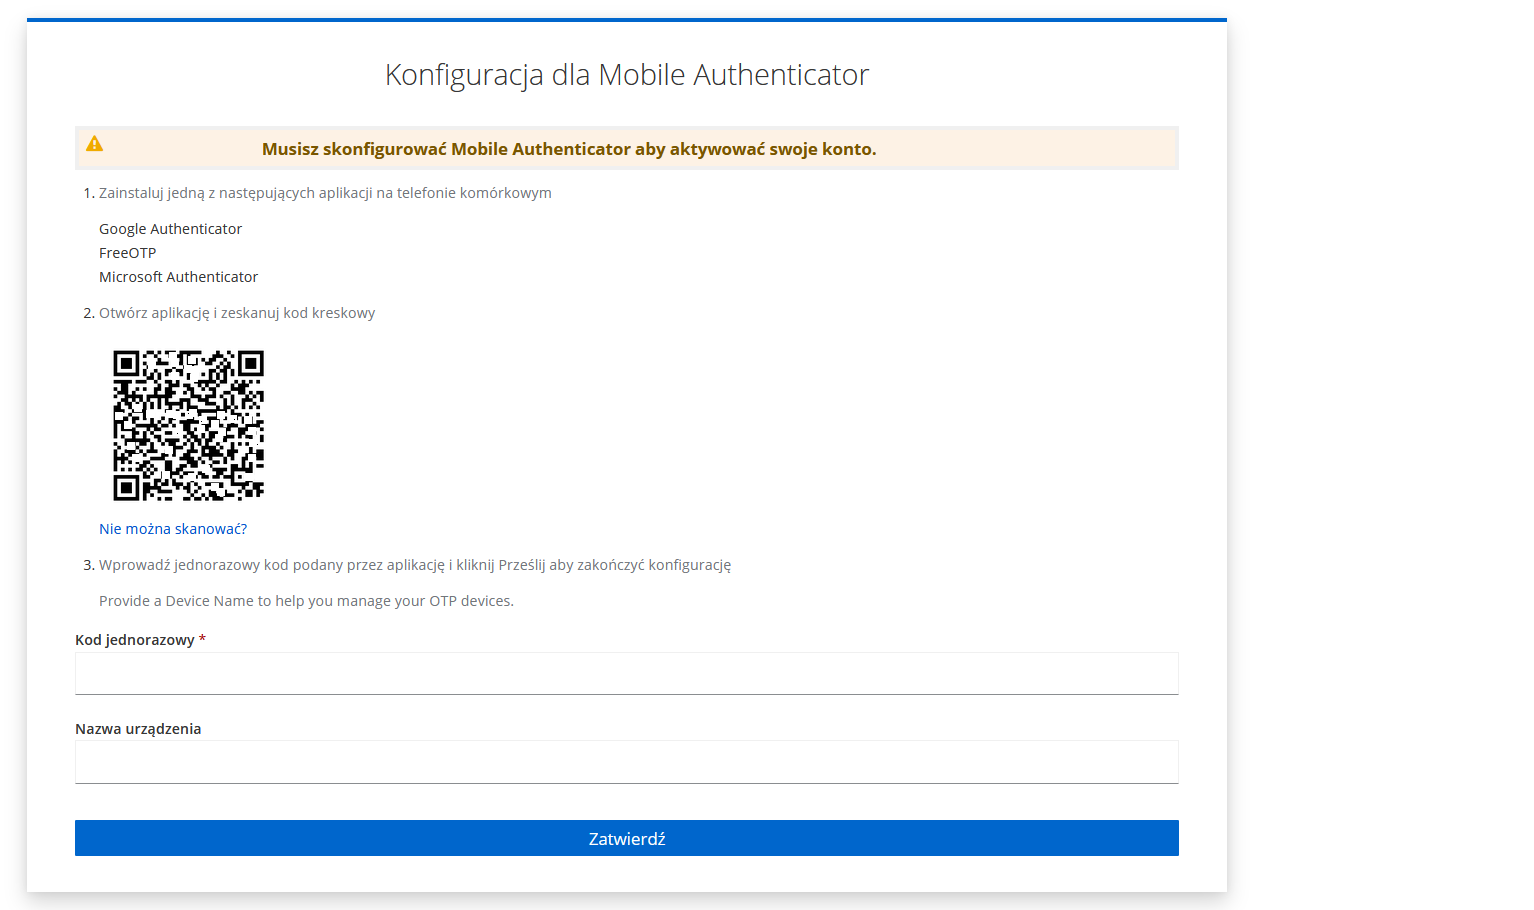 Konfiguracja dla Mobile Authenticator
Musisz skonfigurować Mobile Authenticator aby aktywować swoje konto.
1. Zainstaluj jedną z następujących aplikacji na telefonie komórkowym
Google Authenticator
FreeOTP
Microsoft Authenticator
2. Otwórz aplikację i zeskanuj kod kreskowy
Nie można skanować?
3. Wprowadź jednorazowy kod podany przez aplikację i kliknij Prześlij aby zakończyć konfigurację
Provide a Device Name to help you manage your OTP devices.
Kod jednorazowy *
Nazwa urządzenia
Zatwierdź